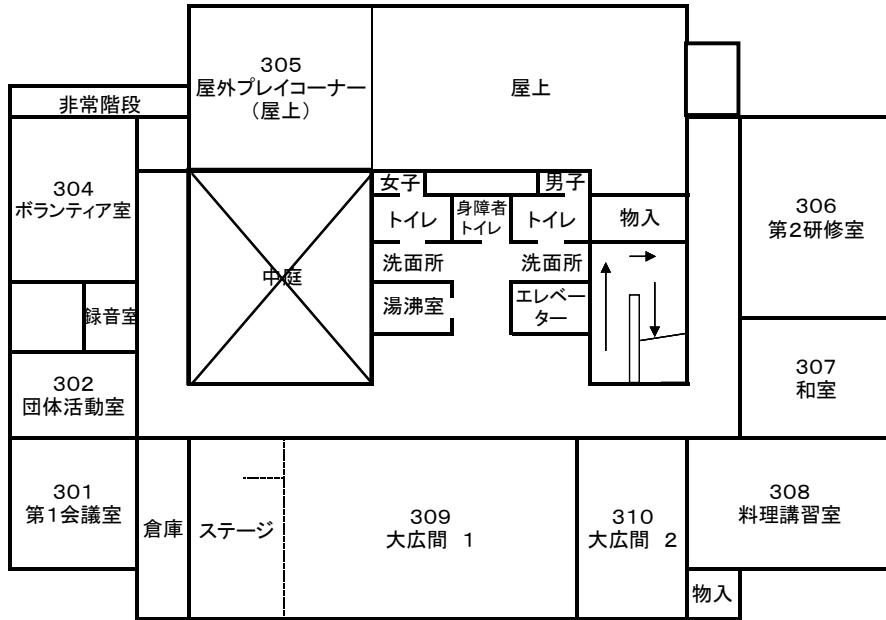 305
屋外プレイコーナー
(屋上)
屋上
非常階段
304
ボランティア室
女子
男子
トイレ
身障者
トイレ
トイレ
物入
306
第2研修室
中庭
洗面所
洗面所
湯沸室
エレベー
ター
録音室
302
団体活動室
307
和室
301
第1会議室
倉庫
ステージ
309
大広間 1
310
大広間 2
308
料理講習室
物入